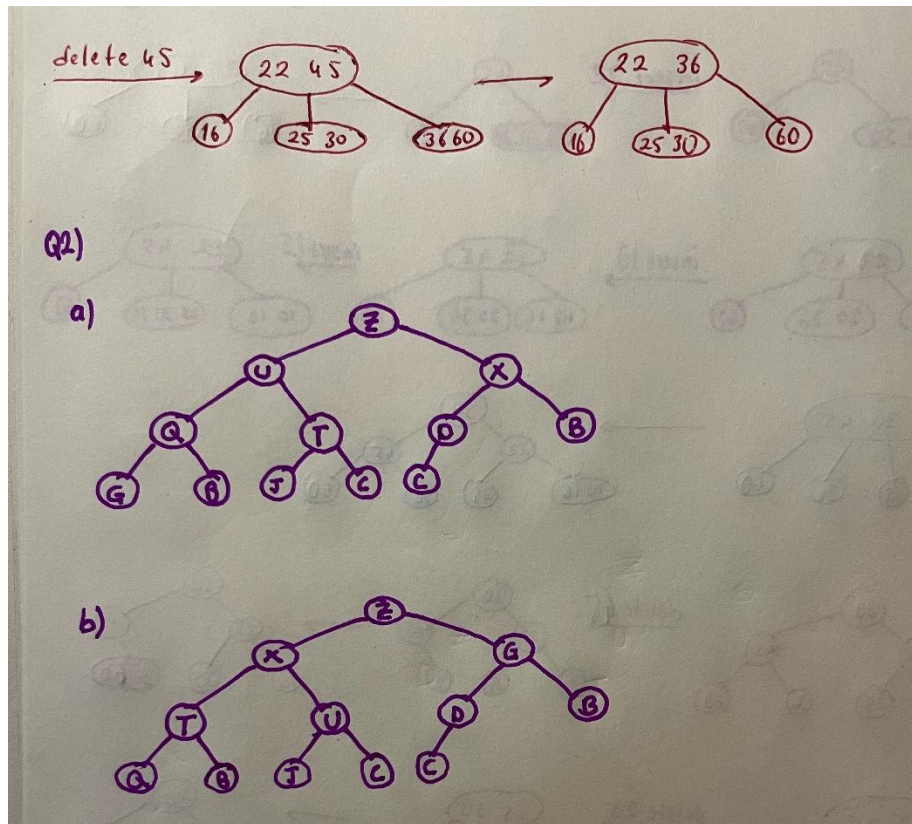 delete 45
22 45
22 36
16
25 30
36 60
16
25 30
60
Q2)
a)
Z
U X
Q T D B
G B J C C
b)
Z
X G
T U D B
Q B J C C